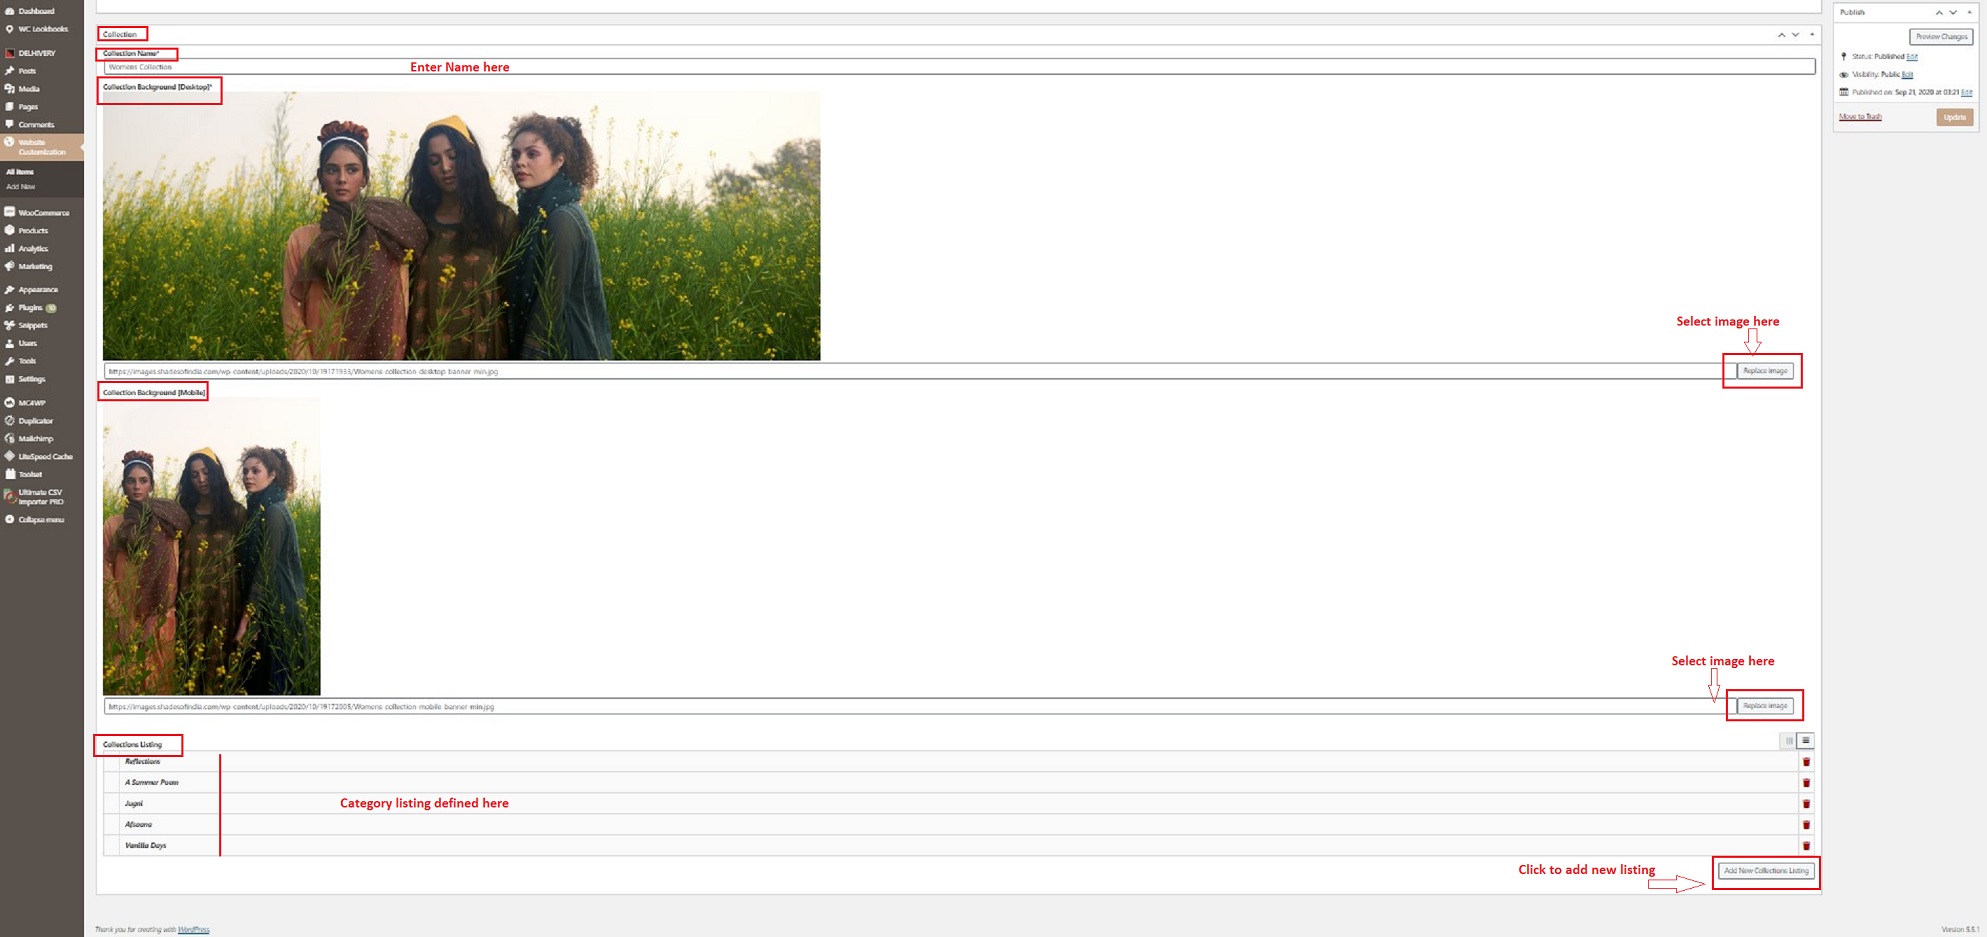 Dashboard
WC Lookbooks
DELHIVERY
Posts
Media
Pages
Comments
Website
Customization
All Items
Add New
WooCommerce
Products
Analytics
Marketing
Appearance
Plugins 10
Snippets
Users
Tools
Settings
MC4WP
Duplicator
Mailchimp
LiteSpeed Cache
Toolset
Ultimate CSV
Importer PRO
Collapse menu
Collection
Collection Name*
Womens Collection
Enter Name here
Collection Background [Desktop]*
Select image here
https://images.shadesofindia.com/wp-content/uploads/2020/10/19171933/Womens-collection-desktop-banner-min.jpg
Replace image
Collection Background [Mobile]
Select image here
https://images.shadesofindia.com/wp-content/uploads/2020/10/19172005/Womens-collection-mobile-banner-min.jpg
Replace image
Collections Listing
Reflections
A Summer Poem
Jugni
Category listing defined here
Afsaana
Vanilla Days
Click to add new listing
Add New Collections Listing
Publish
Preview Changes
Status: Published Edit
Visibility: Public Edit
Published on: Sep 21, 2020 at 03:21 Edit
Move to Trash
Update
Thank you for creating with WordPress
Version 5.5.1